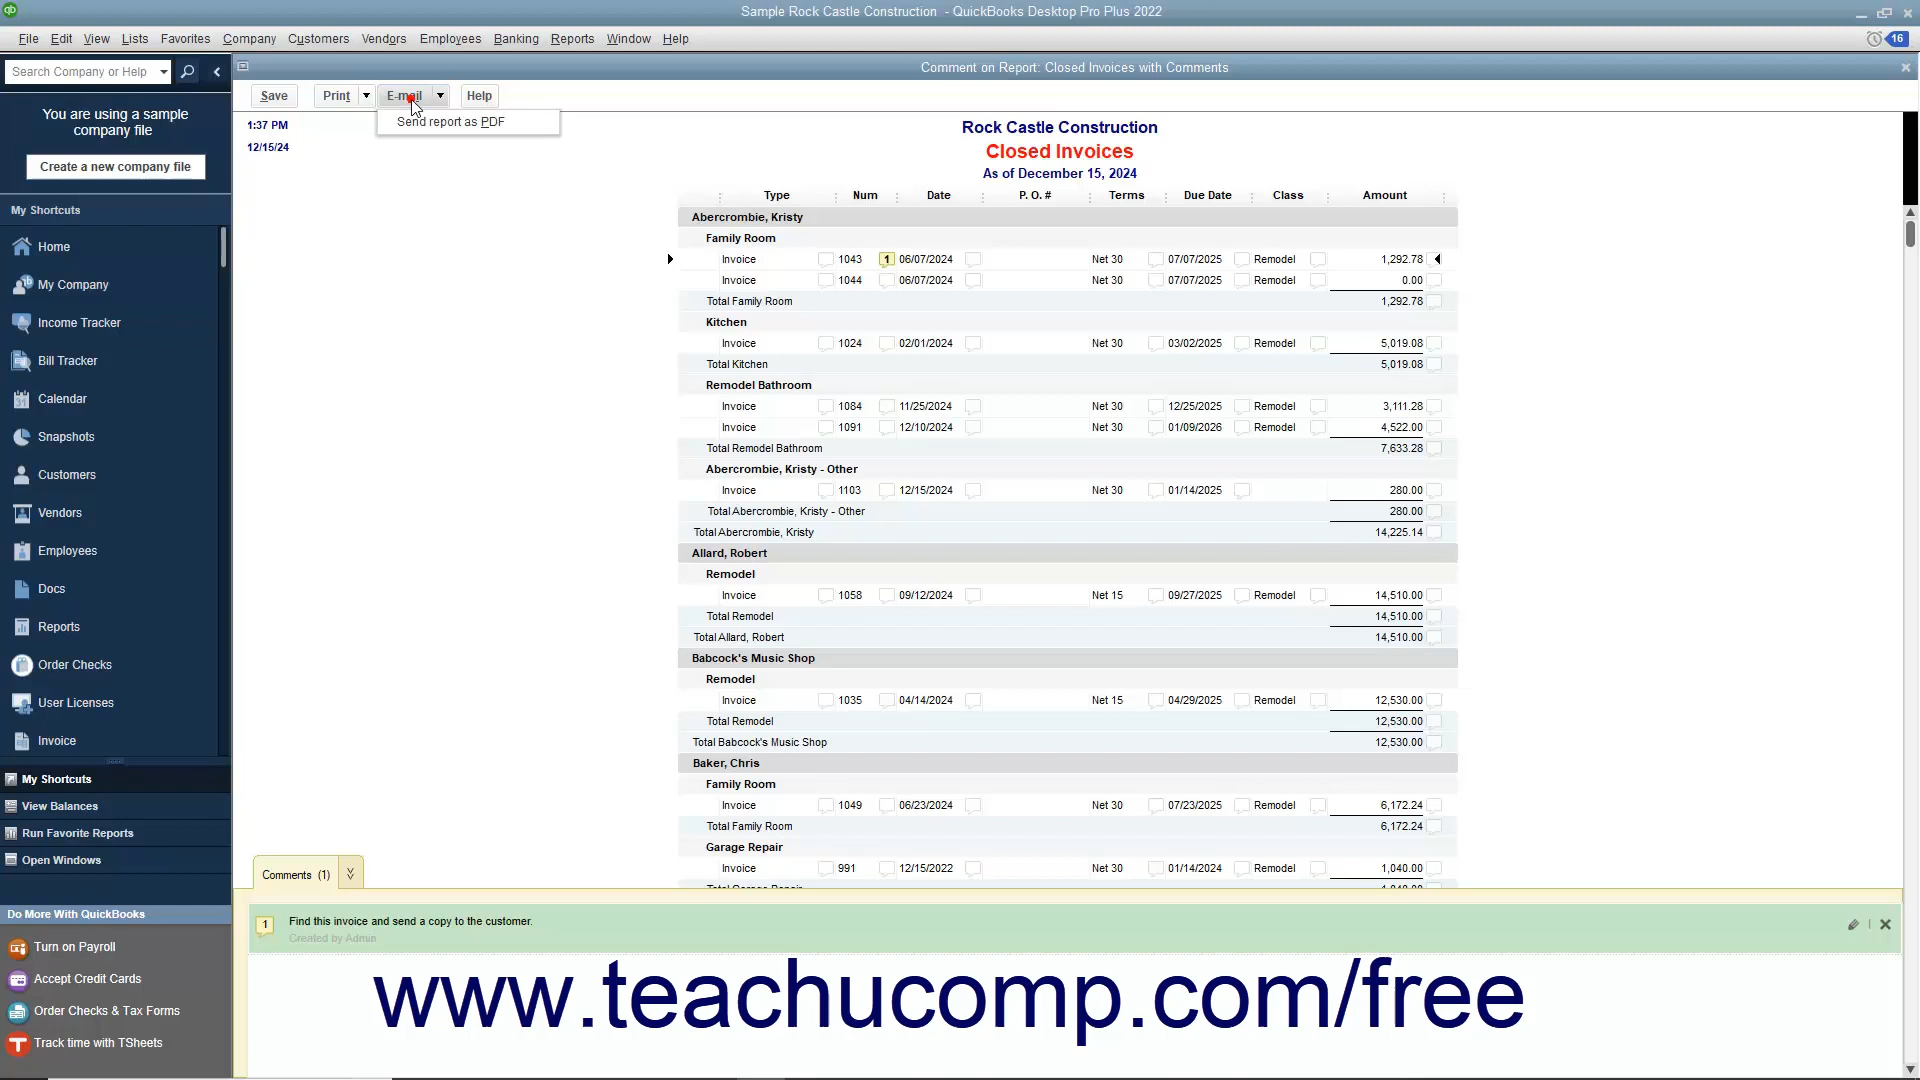 Sample Rock Castle Construction - QuickBooks Desktop Pro Plus 2022
File Edit View Lists Favorites Company Customers Vendors Employees Banking Reports Window Help
16
Search Company or Help
Comment on Report: Closed Invoices with Comments
Save Print E-mail Help
Send report as PDF
You are using a sample
company file
Create a new company file
My Shortcuts
Home
My Company
Income Tracker
Bill Tracker
Calendar
Snapshots
Customers
Vendors
Employees
Docs
Reports
Order Checks
User Licenses
Invoice
My Shortcuts
View Balances
Run Favorite Reports
Open Windows
Do More With QuickBooks
Turn on Payroll
Accept Credit Cards
Order Checks & Tax Forms
Track time with TSheets
1:37 PM
12/15/24
Rock Castle Construction
Closed Invoices
As of December 15, 2024
Type Num Date P. O. # Terms Due Date Class Amount
Abercrombie, Kristy
Family Room
Invoice 1043 1 06/07/2024 Net 30 07/07/2025 Remodel 1,292.78
Invoice 1044 06/07/2024 Net 30 07/07/2025 Remodel 0.00
Total Family Room 1,292.78
Kitchen
Invoice 1024 02/01/2024 Net 30 03/02/2025 Remodel 5,019.08
Total Kitchen 5,019.08
Remodel Bathroom
Invoice 1084 11/25/2024 Net 30 12/25/2025 Remodel 3,111.28
Invoice 1091 12/10/2024 Net 30 01/09/2026 Remodel 4,522.00
Total Remodel Bathroom 7,633.28
Abercrombie, Kristy - Other
Invoice 1103 12/15/2024 Net 30 01/14/2025 280.00
Total Abercrombie, Kristy - Other 280.00
Total Abercrombie, Kristy 14,225.14
Allard, Robert
Remodel
Invoice 1058 09/12/2024 Net 15 09/27/2025 Remodel 14,510.00
Total Remodel 14,510.00
Total Allard, Robert 14,510.00
Babcock's Music Shop
Remodel
Invoice 1035 04/14/2024 Net 15 04/29/2025 Remodel 12,530.00
Total Remodel 12,530.00
Total Babcock's Music Shop 12,530.00
Baker, Chris
Family Room
Invoice 1049 06/23/2024 Net 30 07/23/2025 Remodel 6,172.24
Total Family Room 6,172.24
Garage Repair
Invoice 991 12/15/2022 Net 30 01/14/2024 Remodel 1,040.00
Total Garage Repair 1,040.00
Comments (1)
1 Find this invoice and send a copy to the customer.
Created by Admin
www.teachucomp.com/free